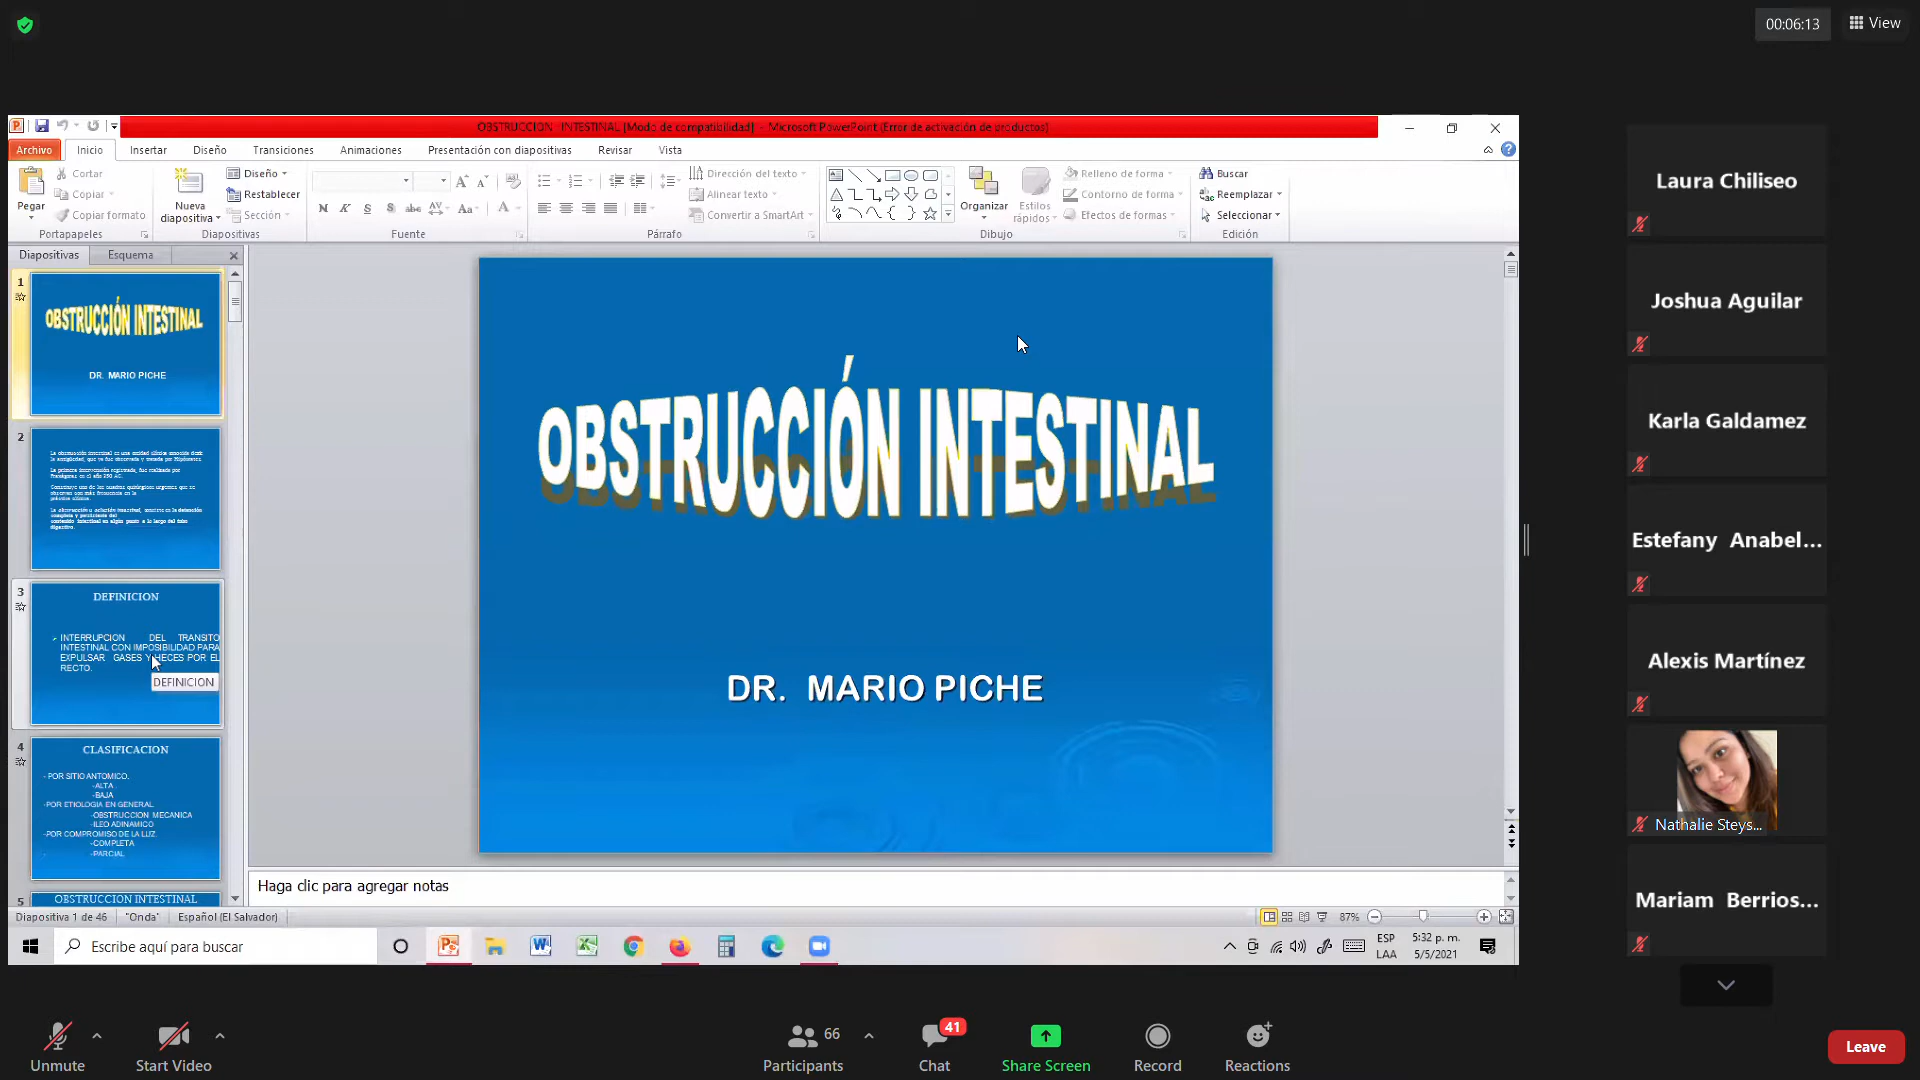 00:06:13
View
OBSTRUCCION INTESTINAL [Modo de compatibilidad] - Microsoft PowerPoint (Error de activación de productos)
Archivo
Inicio
Insertar
Diseño
Transiciones
Animaciones
Presentación con diapositivas
Revisar
Vista
Pegar
Cortar
Copiar
Copiar formato
Portapapeles
Nueva
diapositiva
Diseño
Restablecer
Sección
Diapositivas
Fuente
Dirección del texto
Alinear texto
Convertir a SmartArt
Párrafo
Organizar
Estilos
rápidos
Relleno de forma
Contorno de forma
Efectos de formas
Dibujo
Buscar
Reemplazar
Seleccionar
Edición
Diapositivas
Esquema
1
OBSTRUCCIÓN INTESTINAL
DR. MARIO PICHE
2
3
DEFINICION
INTERRUPCION DEL TRANSITO
INTESTINAL CON IMPOSIBILIDAD PARA
EXPULSAR GASES Y HECES POR EL
RECTO.
DEFINICION
4
CLASIFICACION
- POR SITIO ANTOMICO.
-ALTA
-BAJA
-POR ETIOLOGIA EN GENERAL
-OBSTRUCCION MECANICA
-ILEO ADINAMICO
-POR COMPROMISO DE LA LUZ.
-COMPLETA
-PARCIAL
5
OBSTRUCCION INTESTINAL
OBSTRUCCIÓN INTESTINAL
DR. MARIO PICHE
Haga clic para agregar notas
Diapositiva 1 de 46
"Onda"
Español (El Salvador)
87%
Escribe aquí para buscar
ESP
LAA
5:32 p. m.
5/5/2021
Laura Chiliseo
Joshua Aguilar
Karla Galdamez
Estefany Anabel...
Alexis Martínez
Nathalie Steys...
Mariam Berrios...
Unmute
Start Video
66
Participants
41
Chat
Share Screen
Record
Reactions
Leave